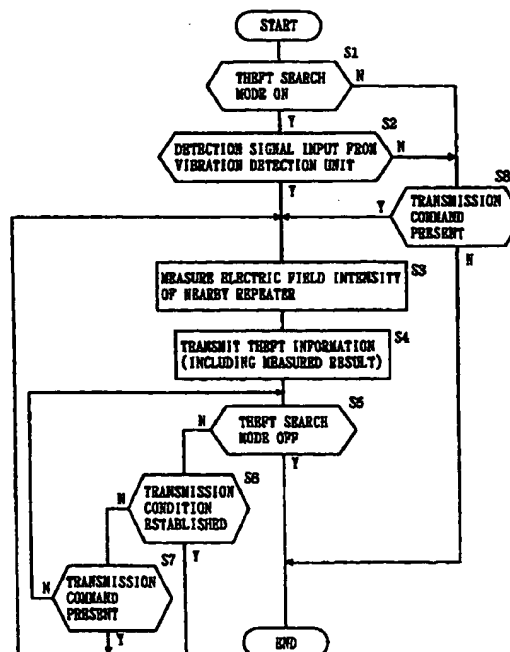 START
S1
THEFT SEARCH
MODE ON
N
Y
S2
DETECTION SIGNAL INPUT FROM
VIBRATION DETECTION UNIT
N
Y
S8
TRANSMISSION
COMMAND
PRESENT
Y
N
S3
MEASURE ELECTRIC FIELD INTENSITY
OF NEARBY REPEATER
S4
TRANSMIT THEFT INFORMATION
(INCLUDING MEASURED RESULT)
S5
THEFT SEARCH
MODE OFF
N
Y
S6
TRANSMISSION
CONDITION
ESTABLISHED
N
Y
S7
TRANSMISSION
COMMAND
PRESENT
N
Y
END